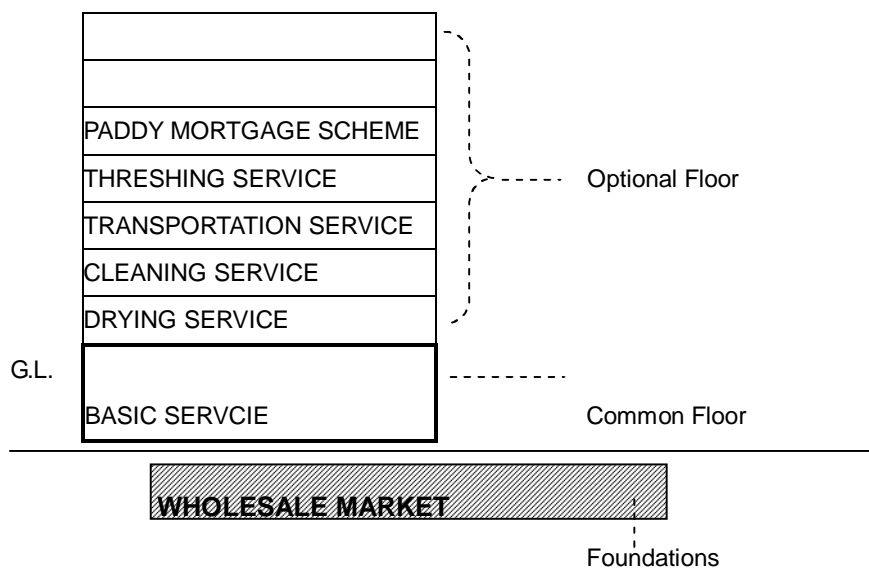 PADDY MORTGAGE SCHEME
THRESHING SERVICE
Optional Floor
TRANSPORTATION SERVICE
CLEANING SERVICE
DRYING SERVICE
G.L.
BASIC SERVCIE
Common Floor
WHOLESALE MARKET
Foundations